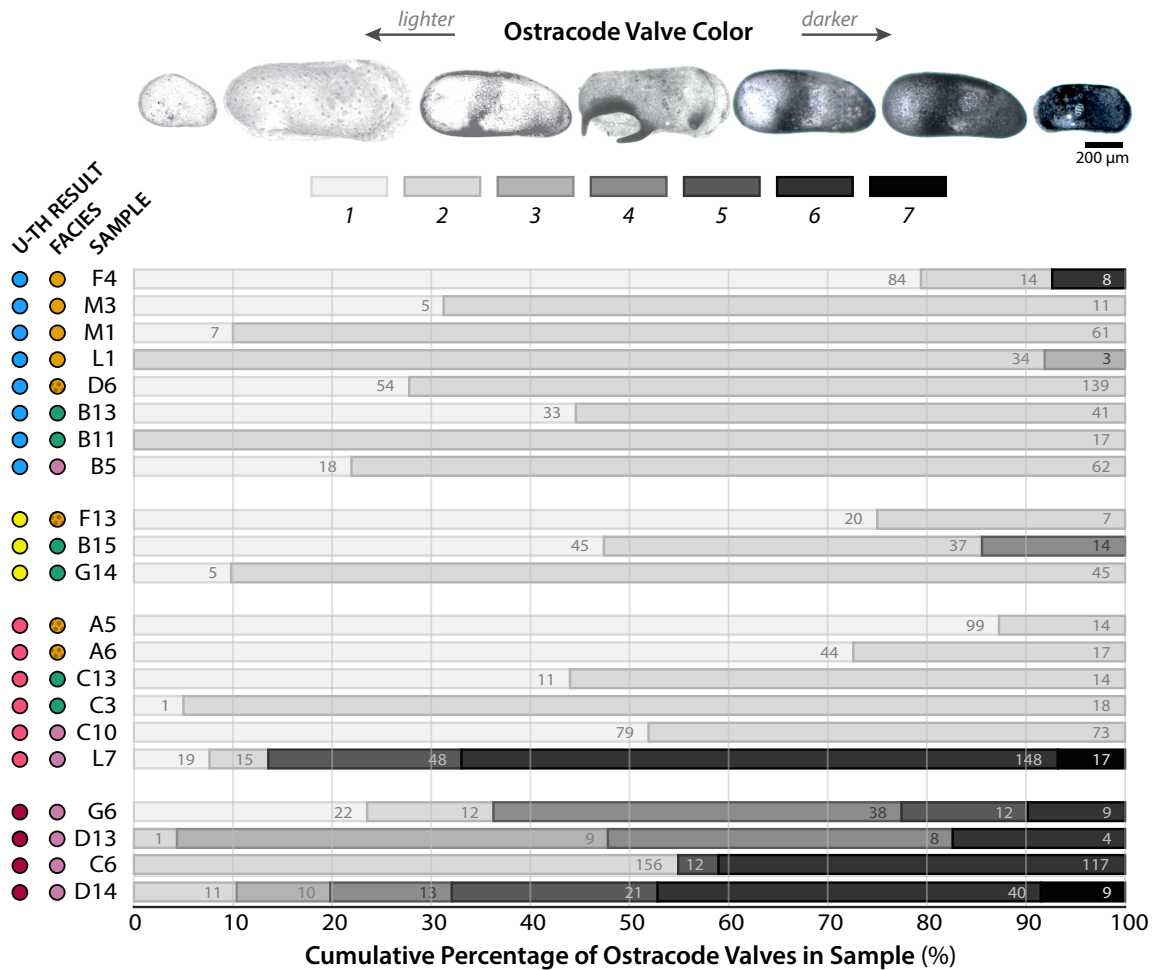 lighter Ostracode Valve Color darker
200 µm
1 2 3 4 5 6 7
U-TH RESULT
FACIES
SAMPLE
F4 84 14 8
M3 5 11
M1 7 61
L1 34 3
D6 54 139
B13 33 41
B11 17
B5 18 62
F13 20 7
B15 45 37 14
G14 5 45
A5 99 14
A6 44 17
C13 11 14
C3 1 18
C10 79 73
L7 19 15 48 148 17
G6 22 12 38 12 9
D13 1 9 8 4
C6 156 12 117
D14 11 10 13 21 40 9
0 10 20 30 40 50 60 70 80 90 100
Cumulative Percentage of Ostracode Valves in Sample (%)